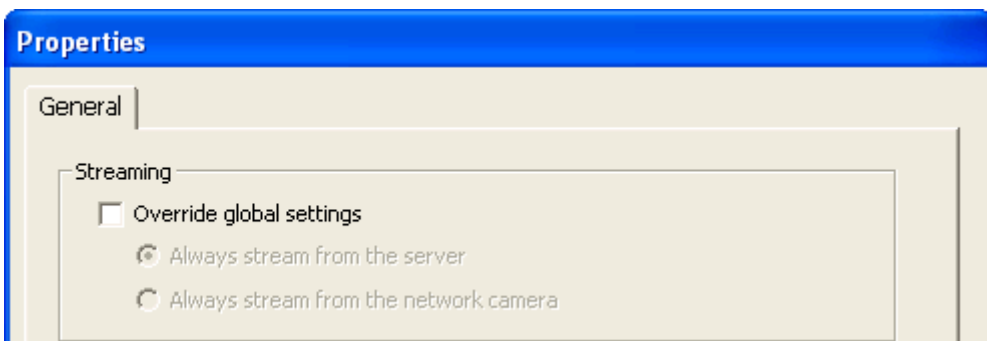 Properties
General
Streaming
Override global settings
Always stream from the server
Always stream from the network camera